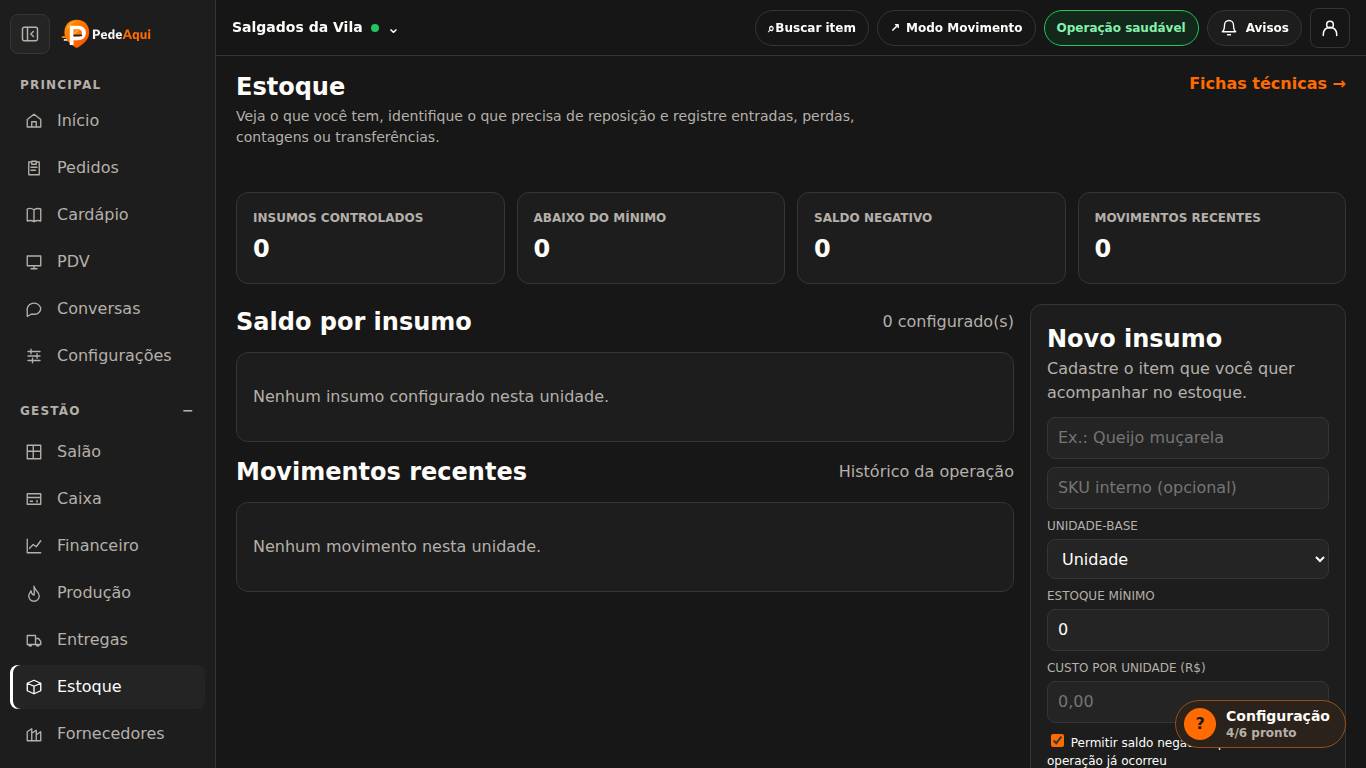 PedeAqui
PRINCIPAL
Início
Pedidos
Cardápio
PDV
Conversas
Configurações
GESTÃO −
Salão
Caixa
Financeiro
Produção
Entregas
Estoque
Fornecedores
Salgados da Vila
Buscar item
↗ Modo Movimento
Operação saudável
Avisos
Estoque
Fichas técnicas →
Veja o que você tem, identifique o que precisa de reposição e registre entradas, perdas,
contagens ou transferências.
INSUMOS CONTROLADOS
0
ABAIXO DO MÍNIMO
0
SALDO NEGATIVO
0
MOVIMENTOS RECENTES
0
Saldo por insumo
0 configurado(s)
Nenhum insumo configurado nesta unidade.
Movimentos recentes
Histórico da operação
Nenhum movimento nesta unidade.
Novo insumo
Cadastre o item que você quer
acompanhar no estoque.
Ex.: Queijo muçarela
SKU interno (opcional)
UNIDADE-BASE
Unidade
ESTOQUE MÍNIMO
0
CUSTO POR UNIDADE (R$)
0,00
Permitir saldo
operação já ocorreu
?
Configuração
4/6 pronto